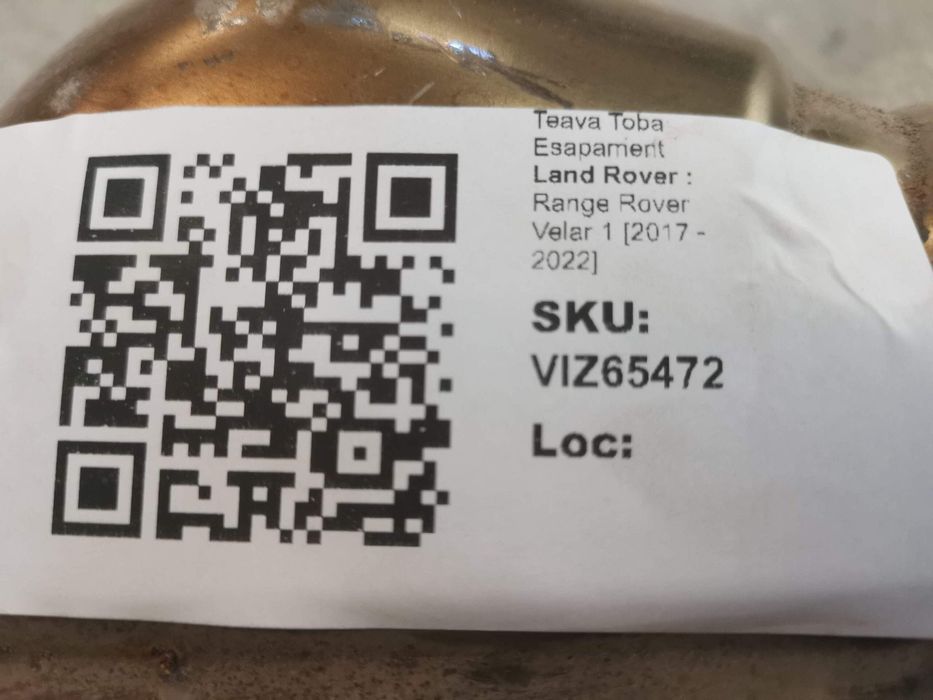 Teava Toba
Esapament
Land Rover :
Range Rover
Velar 1 [2017 -
2022]
SKU:
VIZ65472
Loc: